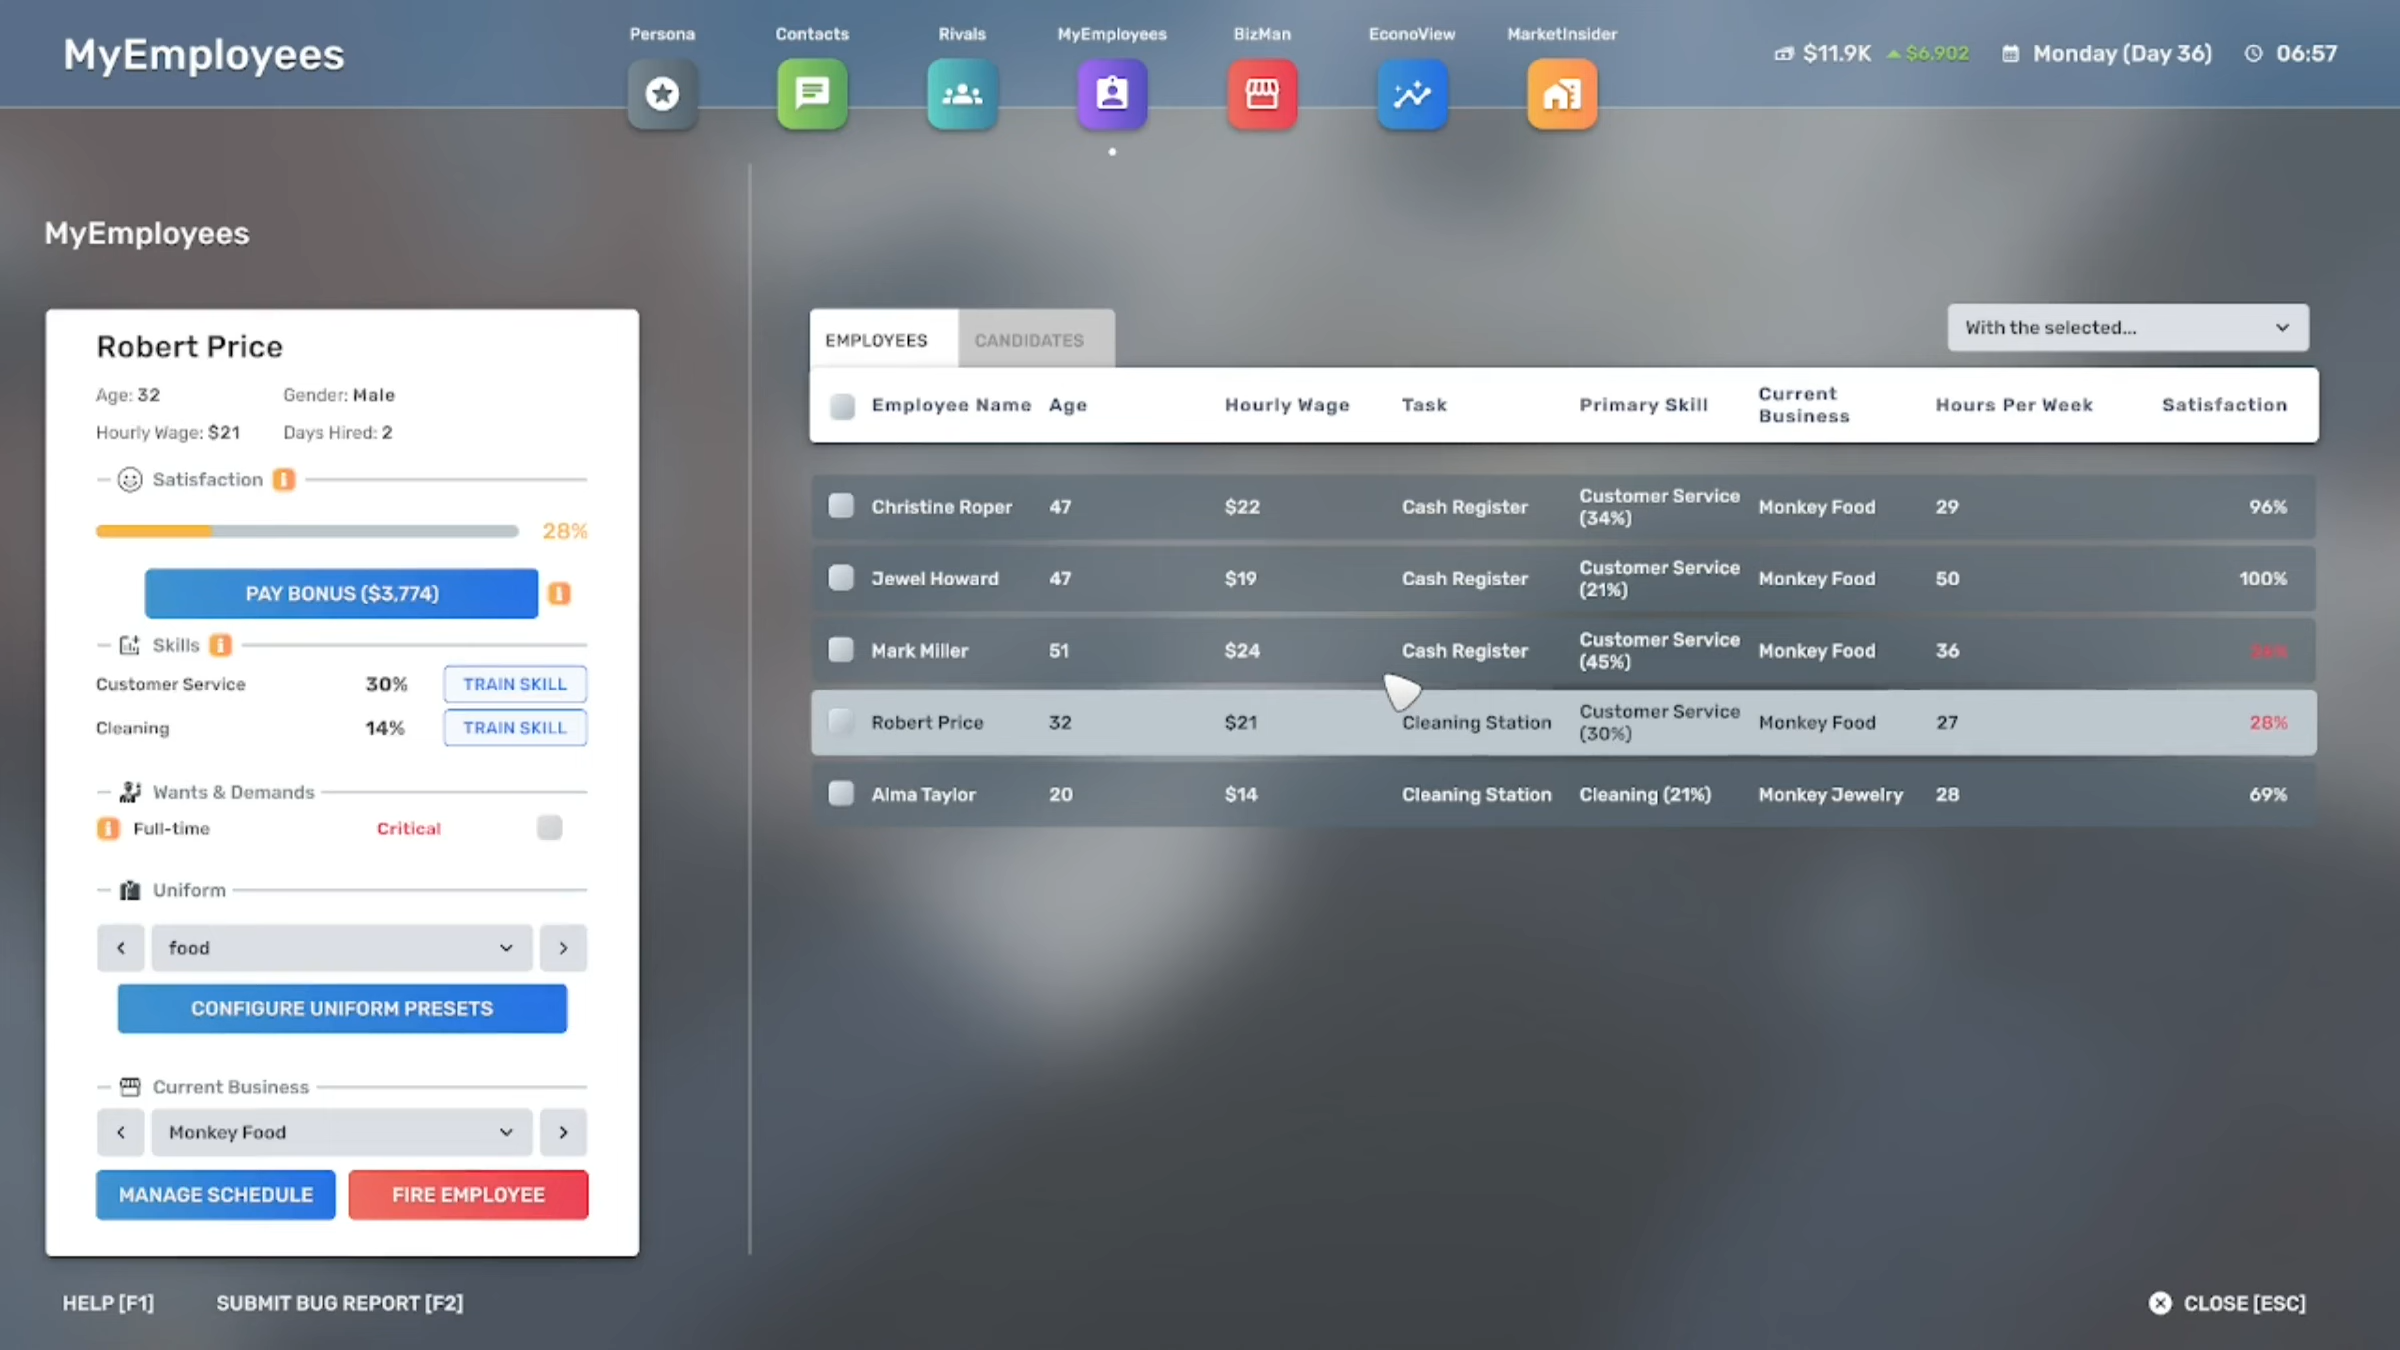 MyEmployees
Persona
Contacts
Rivals
MyEmployees
BizMan
EconoView
MarketInsider
$11.9K
$6,902
Monday (Day 36)
06:57
MyEmployees
Robert Price
Age: 32
Gender: Male
Hourly Wage: $21
Days Hired: 2
Satisfaction
28%
PAY BONUS ($3,774)
Skills
Customer Service
30%
TRAIN SKILL
Cleaning
14%
TRAIN SKILL
Wants & Demands
Full-time
Critical
Uniform
food
CONFIGURE UNIFORM PRESETS
Current Business
Monkey Food
MANAGE SCHEDULE
FIRE EMPLOYEE
EMPLOYEES
CANDIDATES
With the selected...
Employee Name
Age
Hourly Wage
Task
Primary Skill
Current
Business
Hours Per Week
Satisfaction
Christine Roper
47
$22
Cash Register
Customer Service
(34%)
Monkey Food
29
96%
Jewel Howard
47
$19
Cash Register
Customer Service
(21%)
Monkey Food
50
100%
Mark Miller
51
$24
Cash Register
Customer Service
(45%)
Monkey Food
36
Robert Price
32
$21
Cleaning Station
Customer Service
(30%)
Monkey Food
27
28%
Alma Taylor
20
$14
Cleaning Station
Cleaning (21%)
Monkey Jewelry
28
69%
HELP [F1]
SUBMIT BUG REPORT [F2]
CLOSE [ESC]